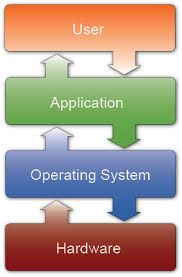 User
Application
Operating System
Hardware